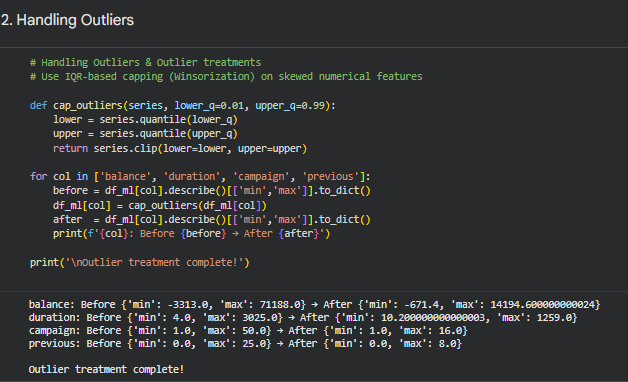 2. Handling Outliers
# Handling Outliers & Outlier treatments
# Use IQR-based capping (Winsorization) on skewed numerical features
def cap_outliers(series, lower_q=0.01, upper_q=0.99):
    lower = series.quantile(lower_q)
    upper = series.quantile(upper_q)
    return series.clip(lower=lower, upper=upper)
for col in ['balance', 'duration', 'campaign', 'previous']:
    before = df_ml[col].describe()[['min','max']].to_dict()
    df_ml[col] = cap_outliers(df_ml[col])
    after  = df_ml[col].describe()[['min','max']].to_dict()
    print(f'{col}: Before {before} → After {after}')
print('\nOutlier treatment complete!')
balance: Before {'min': -3313.0, 'max': 71188.0} → After {'min': -671.4, 'max': 14194.600000000024}
duration: Before {'min': 4.0, 'max': 3025.0} → After {'min': 10.200000000000003, 'max': 1259.0}
campaign: Before {'min': 1.0, 'max': 50.0} → After {'min': 1.0, 'max': 16.0}
previous: Before {'min': 0.0, 'max': 25.0} → After {'min': 0.0, 'max': 8.0}
Outlier treatment complete!